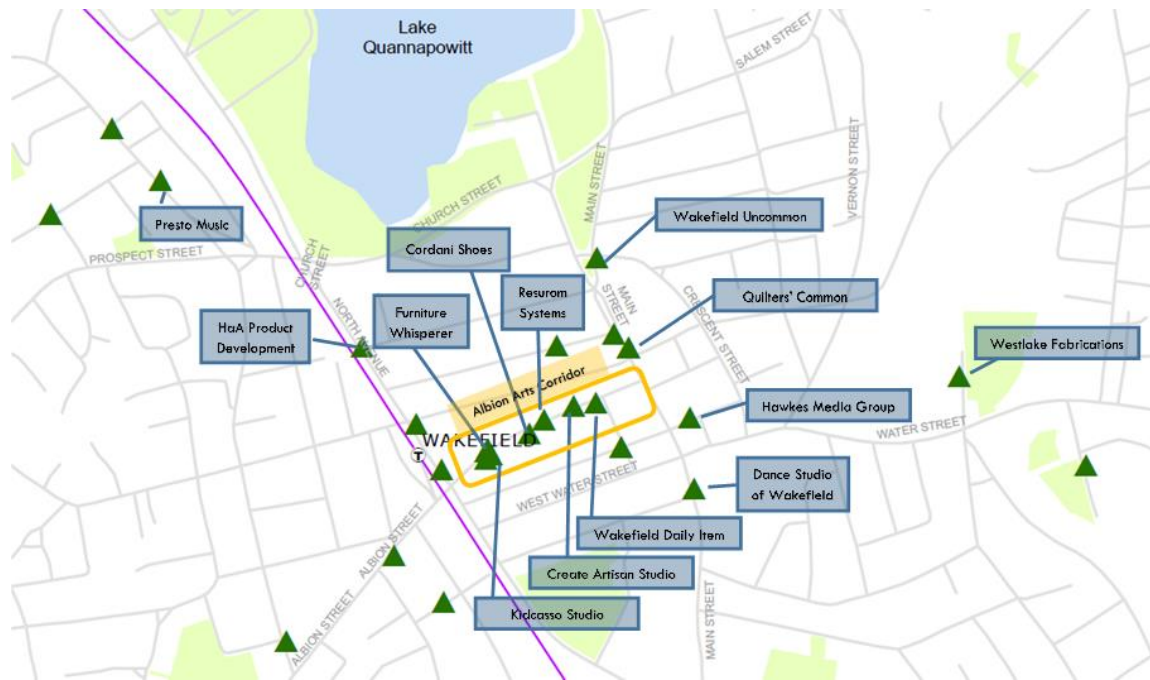 Lake
Quannapowitt
SALEM STREET
VERNON STREET
MAIN STREET
CHURCH STREET
Presto Music
Wakefield Uncommon
PROSPECT STREET
CHURCH
STREET
Cordani Shoes
Resurom
Systems
MAIN
STREET
CRESCENT STREET
Quilters' Common
NORTH AVENUE
Furniture
Whisperer
HaA Product
Development
Westlake Fabrications
Albion Arts Corridor
Hawkes Media Group
WATER STREET
WAKEFIELD
T
WEST WATER STREET
Dance Studio
of Wakefield
Wakefield Daily Item
Create Artisan Studio
Kidcasso Studio
ALBION STREET
ALBION STREET
MAIN STREET